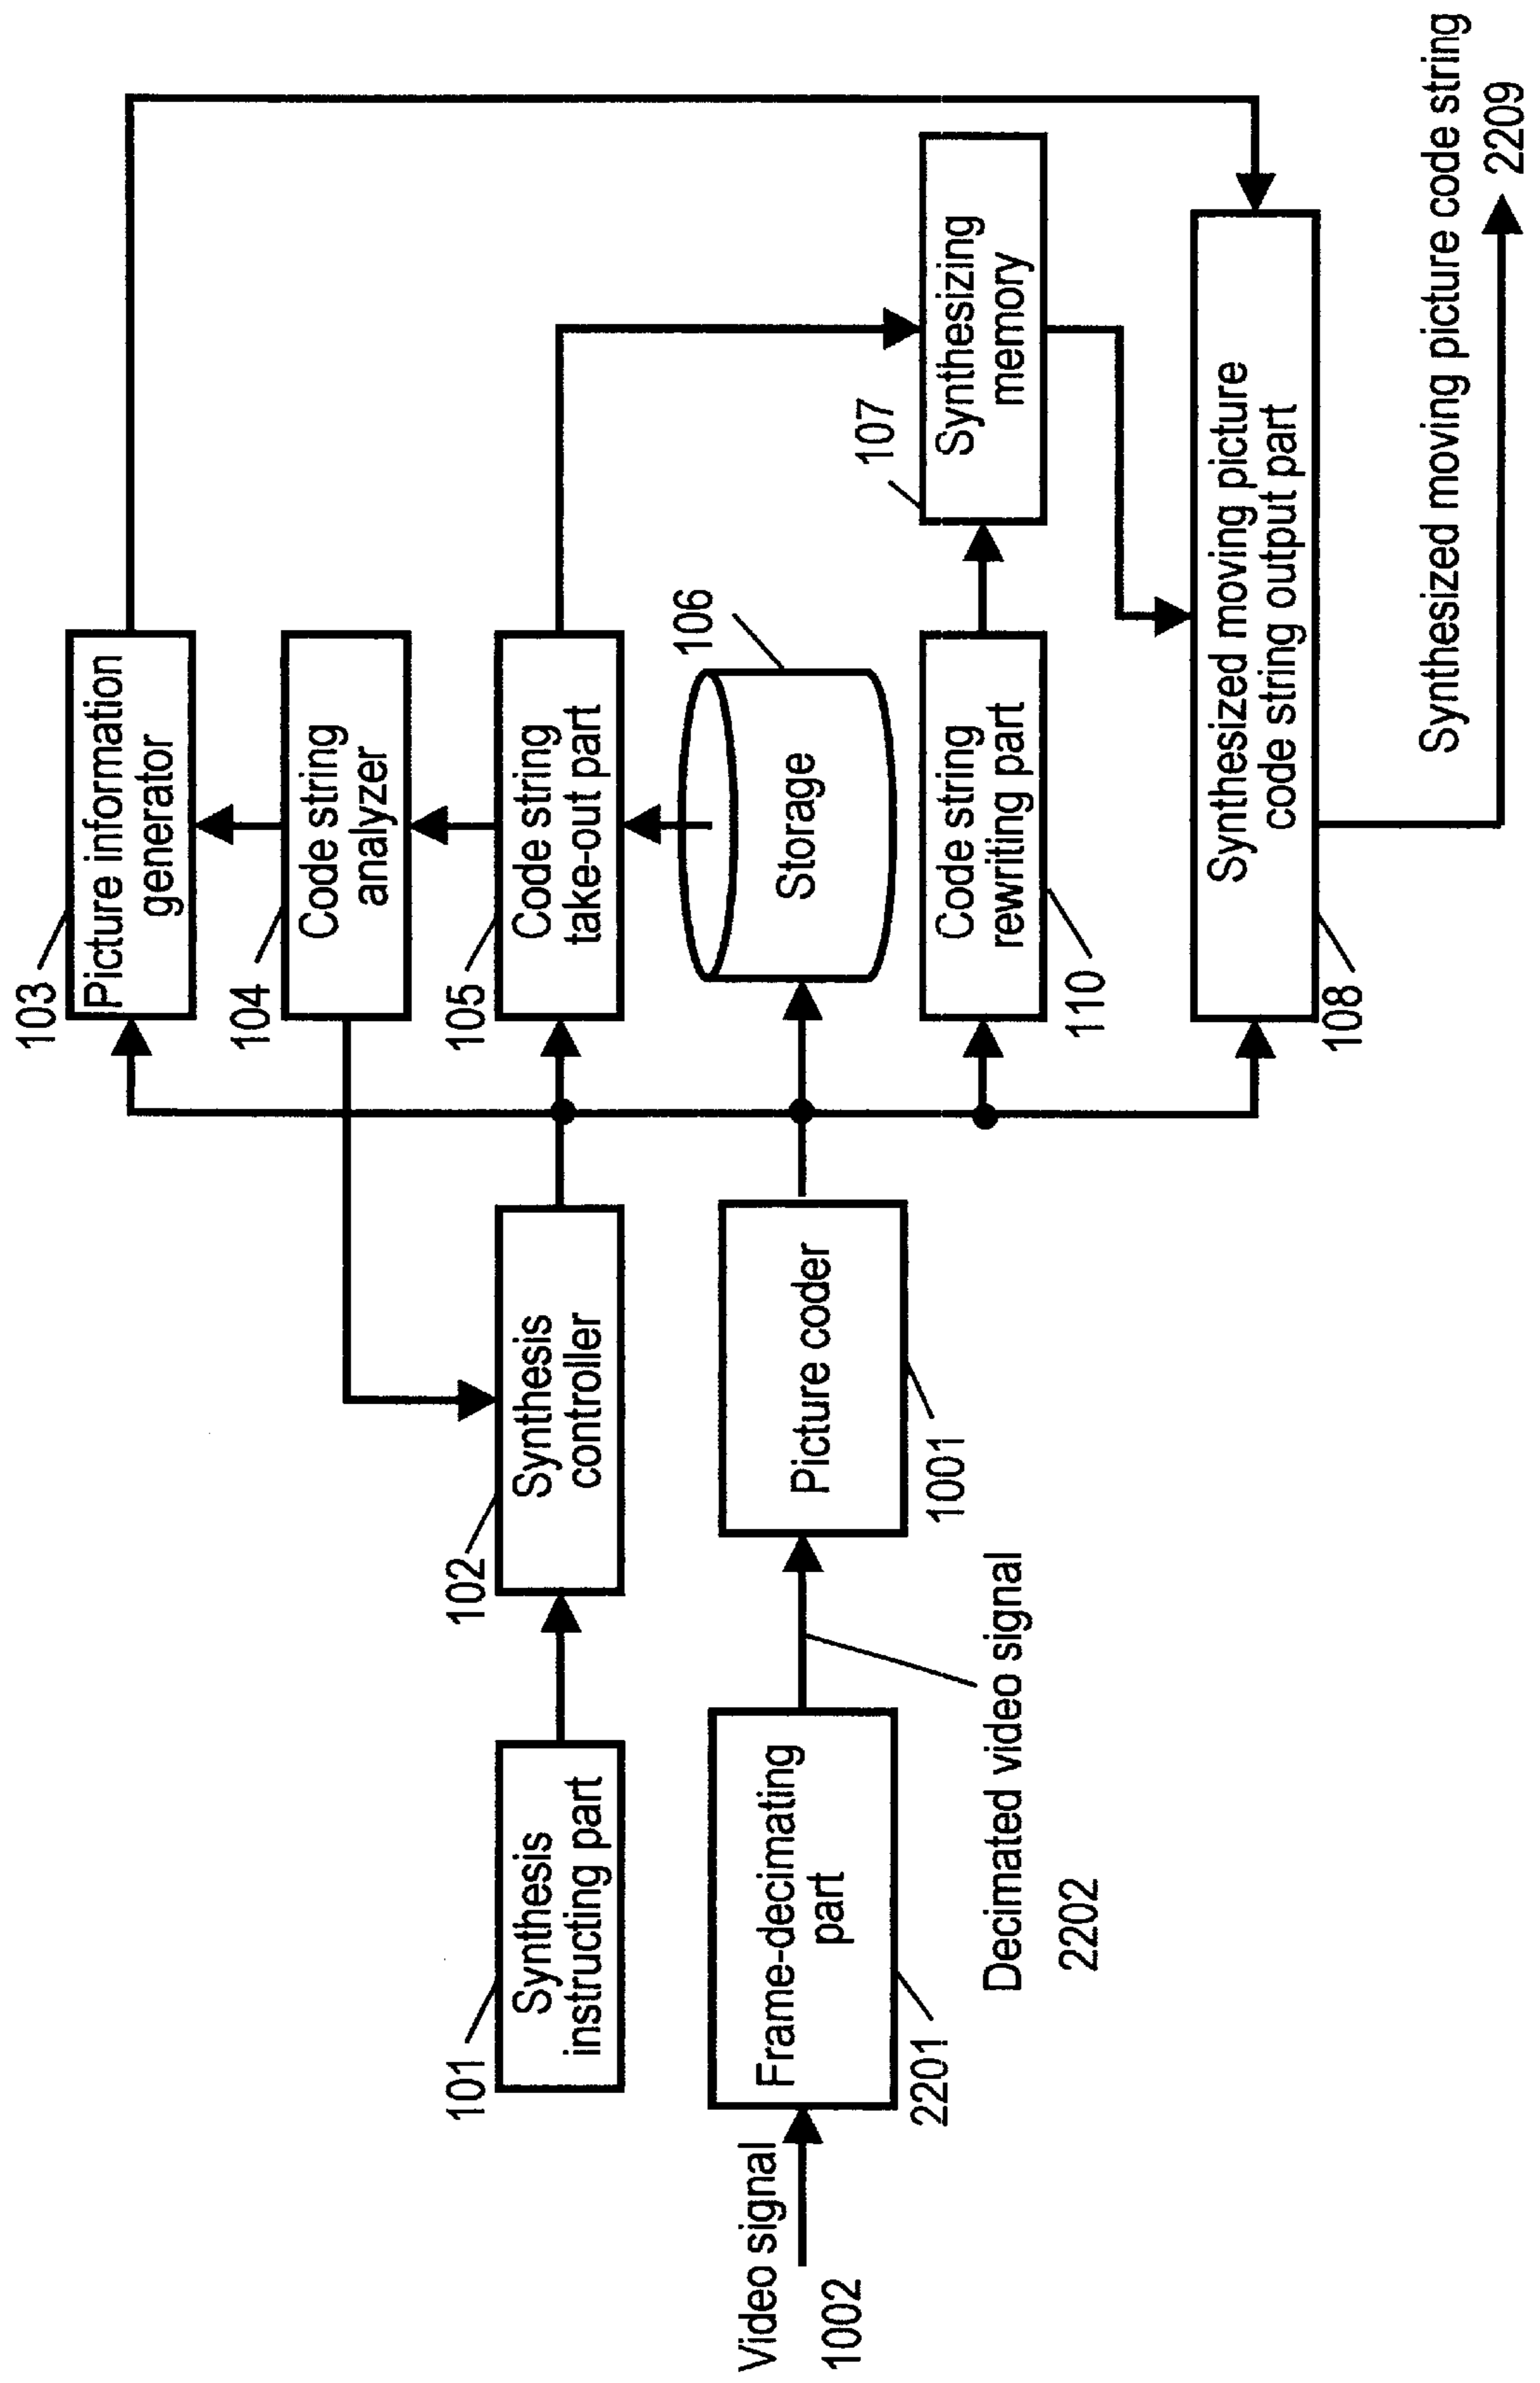 103
Picture information
generator
104
Code string
analyzer
101
Synthesis
instructing part
102
Synthesis
controller
105
Code string
take-out part
106
Storage
Video signal
1002
Frame-decimating
part
2201
Decimated video signal
2202
Picture coder
1001
Code string
rewriting part
110
107
Synthesizing
memory
Synthesized moving picture
code string output part
108
Synthesized moving picture code string
2209